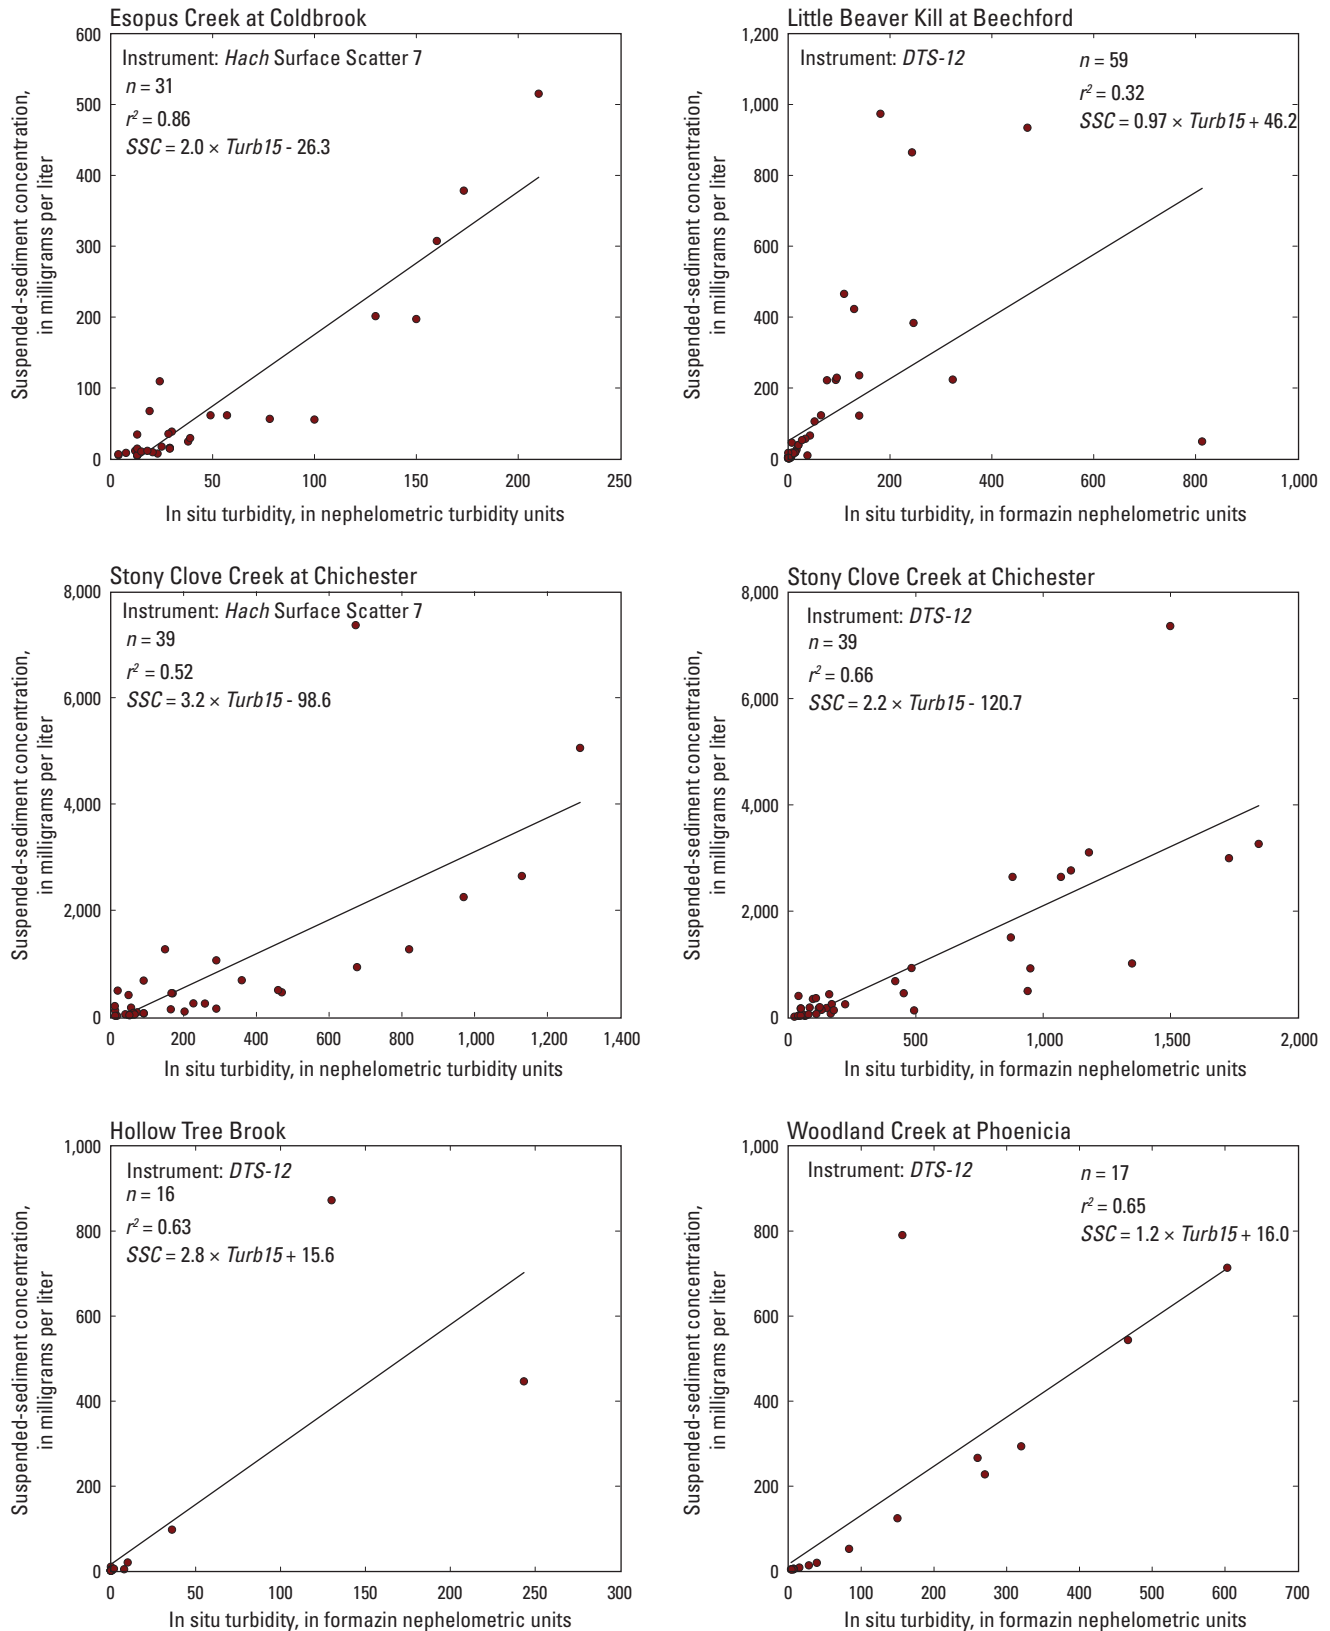 Esopus Creek at Coldbrook
Instrument: Hach Surface Scatter 7
n = 31
r² = 0.86
SSC = 2.0 × Turb15 - 26.3
Suspended-sediment concentration,
in milligrams per liter
600
500
400
300
200
100
0
0 50 100 150 200 250
In situ turbidity, in nephelometric turbidity units
Little Beaver Kill at Beechford
Instrument: DTS-12
n = 59
r² = 0.32
SSC = 0.97 × Turb15 + 46.2
Suspended-sediment concentration,
in milligrams per liter
1,200
1,000
800
600
400
200
0
0 200 400 600 800 1,000
In situ turbidity, in formazin nephelometric units
Stony Clove Creek at Chichester
Instrument: Hach Surface Scatter 7
n = 39
r² = 0.52
SSC = 3.2 × Turb15 - 98.6
Suspended-sediment concentration,
in milligrams per liter
8,000
6,000
4,000
2,000
0
0 200 400 600 800 1,000 1,200 1,400
In situ turbidity, in nephelometric turbidity units
Stony Clove Creek at Chichester
Instrument: DTS-12
n = 39
r² = 0.66
SSC = 2.2 × Turb15 - 120.7
Suspended-sediment concentration,
in milligrams per liter
8,000
6,000
4,000
2,000
0
0 500 1,000 1,500 2,000
In situ turbidity, in formazin nephelometric units
Hollow Tree Brook
Instrument: DTS-12
n = 16
r² = 0.63
SSC = 2.8 × Turb15 + 15.6
Suspended-sediment concentration,
in milligrams per liter
1,000
800
600
400
200
0
0 50 100 150 200 250 300
In situ turbidity, in formazin nephelometric units
Woodland Creek at Phoenicia
Instrument: DTS-12
n = 17
r² = 0.65
SSC = 1.2 × Turb15 + 16.0
Suspended-sediment concentration,
in milligrams per liter
1,000
800
600
400
200
0
0 100 200 300 400 500 600 700
In situ turbidity, in formazin nephelometric units